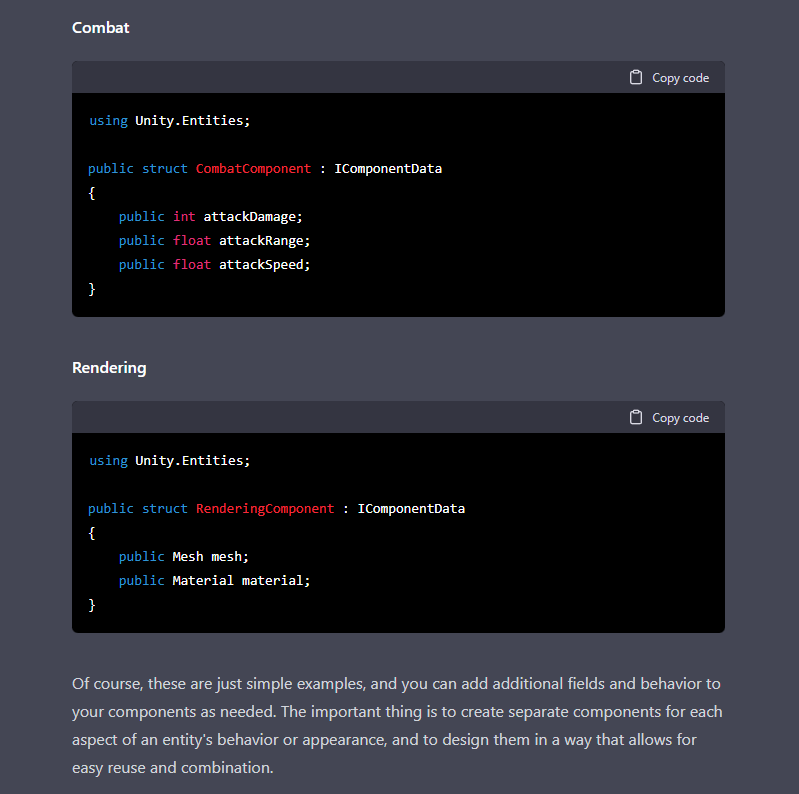 Combat
Copy code
using Unity.Entities;
public struct CombatComponent : IComponentData
{
    public int attackDamage;
    public float attackRange;
    public float attackSpeed;
}
Rendering
Copy code
using Unity.Entities;
public struct RenderingComponent : IComponentData
{
    public Mesh mesh;
    public Material material;
}
Of course, these are just simple examples, and you can add additional fields and behavior to
your components as needed. The important thing is to create separate components for each
aspect of an entity's behavior or appearance, and to design them in a way that allows for
easy reuse and combination.